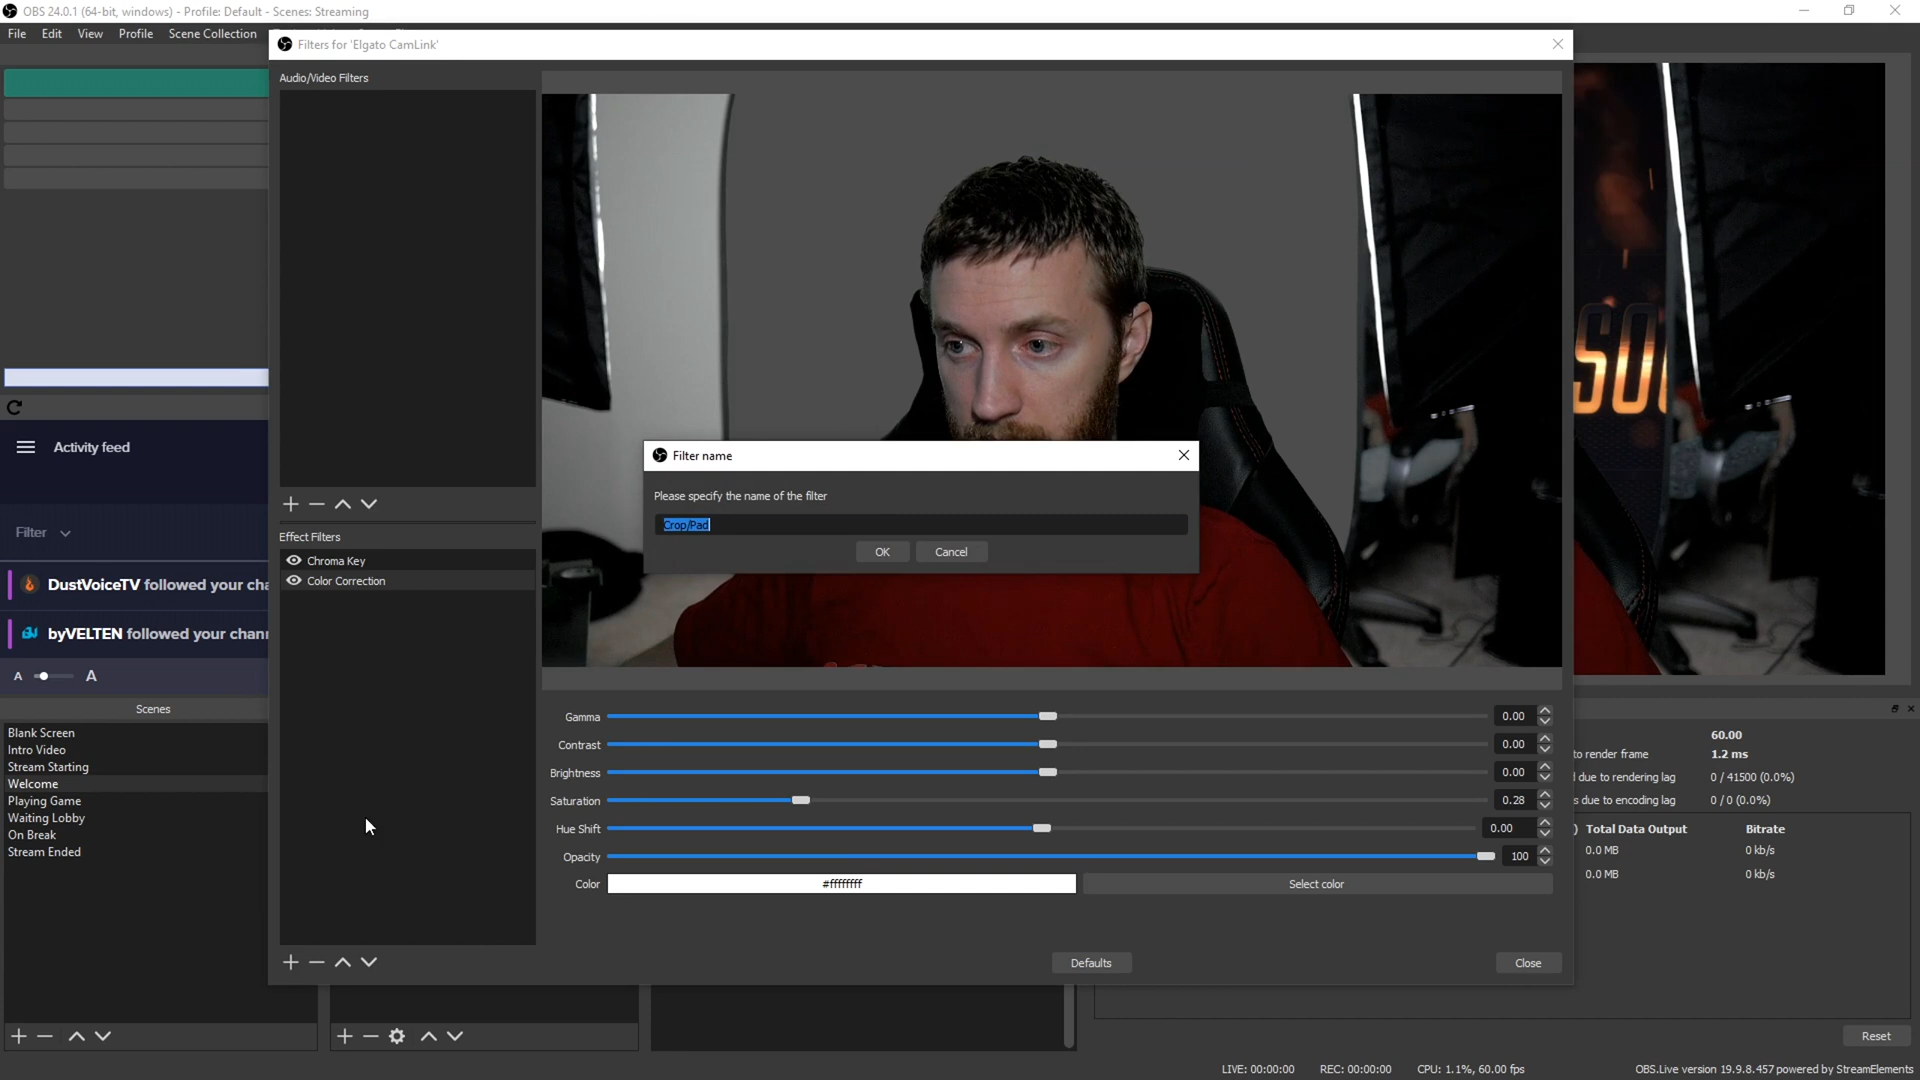 OBS 24.0.1 (64-bit, windows) - Profile: Default - Scenes: Streaming
File Edit View Profile Scene Collection
Filters for 'Elgato CamLink'
Audio/Video Filters
Activity feed
Filter
DustVoiceTV followed your cha
byVELTEN followed your chann
A A
Effect Filters
Chroma Key
Color Correction
Filter name
Please specify the name of the filter
Crop/Pad
OK Cancel
SO
Gamma 0.00
Contrast 0.00
Brightness 0.00
Saturation 0.28
Hue Shift 0.00
Opacity 100
Color #ffffffff Select color
Defaults Close
Scenes
Blank Screen
Intro Video
Stream Starting
Welcome
Playing Game
Waiting Lobby
On Break
Stream Ended
60.00
to render frame 1.2 ms
due to rendering lag 0 / 41500 (0.0%)
s due to encoding lag 0 / 0 (0.0%)
) Total Data Output Bitrate
0.0 MB 0 kb/s
0.0 MB 0 kb/s
Reset
LIVE: 00:00:00 REC: 00:00:00 CPU: 1.1%, 60.00 fps OBS.Live version 19.9.8.457 powered by StreamElements